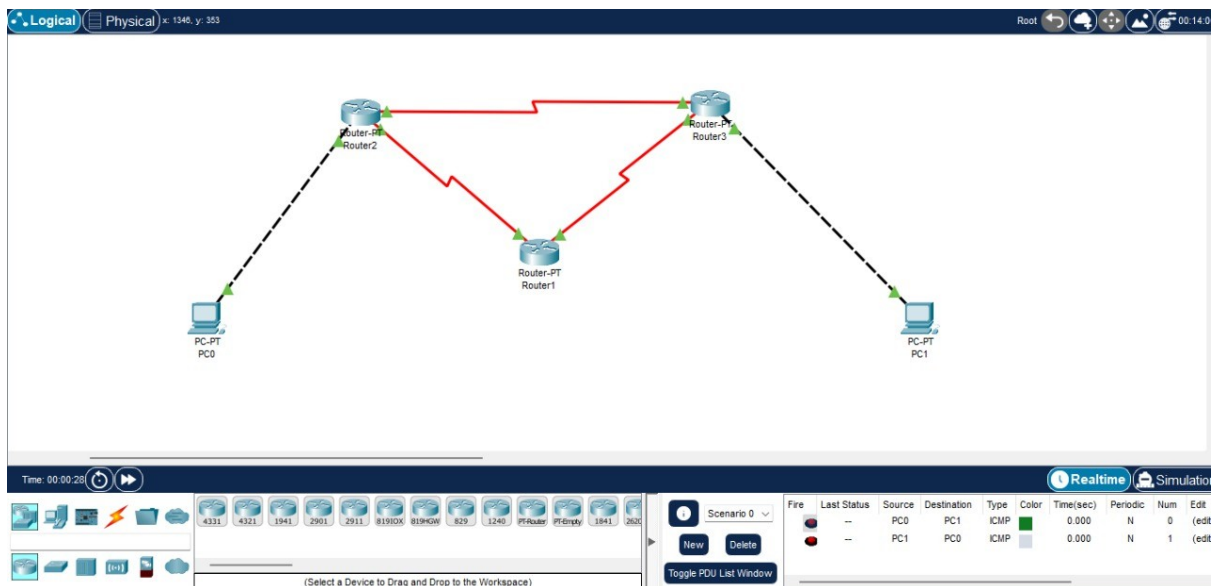 Logical Physical x: 1346, y: 353 Root 00:14:0
Router-PT
Router2
Router-PT
Router3
Router-PT
Router1
PC-PT
PC0
PC-PT
PC1
Time: 00:00:28 Realtime Simulation
4331 4321 1941 2901 2911 819IOX 819HGW 829 1240 PT-Router PT-Empty 1841 262
(Select a Device to Drag and Drop to the Workspace)
Scenario 0
New Delete
Toggle PDU List Window
Fire Last Status Source Destination Type Color Time(sec) Periodic Num Edit
-- PC0 PC1 ICMP 0.000 N 0 (edit
-- PC1 PC0 ICMP 0.000 N 1 (edit